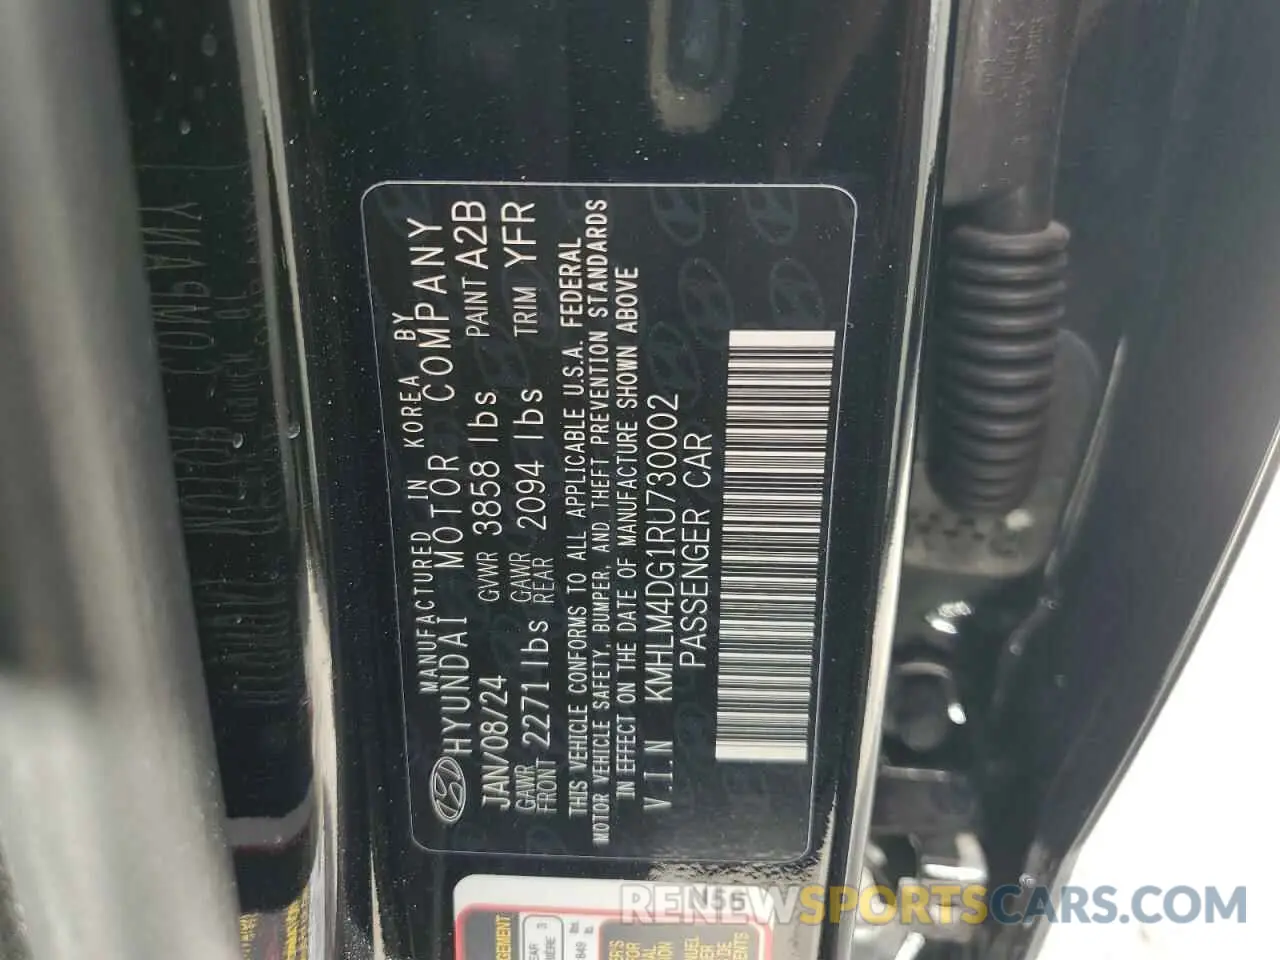 MANUFACTURED IN KOREA BY
HYUNDAI MOTOR COMPANY
JAN/08/24 GVWR 3858 lbs PAINT A2B
GAWR FRONT 2271 lbs GAWR REAR 2094 lbs TRIM YFR
THIS VEHICLE CONFORMS TO ALL APPLICABLE U.S.A. FEDERAL
MOTOR VEHICLE SAFETY, BUMPER, AND THEFT PREVENTION STANDARDS
IN EFFECT ON THE DATE OF MANUFACTURE SHOWN ABOVE
V.I.N KMHLM4DG1RU730002
PASSENGER CAR
N56
RENEWSPORTSCARS.COM